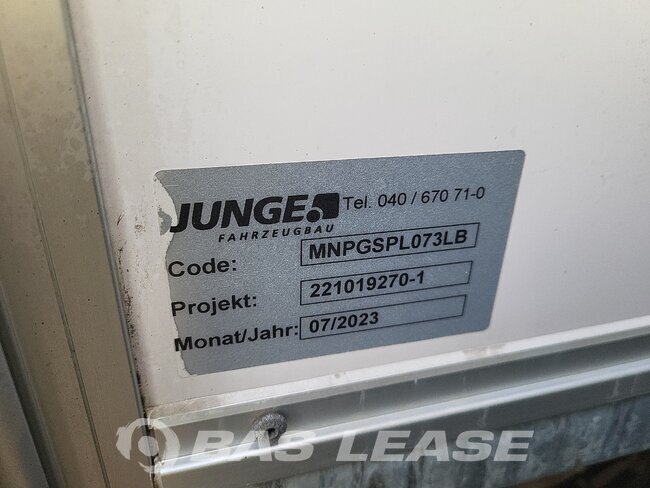 JUNGE Tel. 040 / 670 71-0
FAHRZEUGBAU
Code: MNPGSPL073LB
Projekt: 221019270-1
Monat/Jahr: 07/2023
BAS LEASE